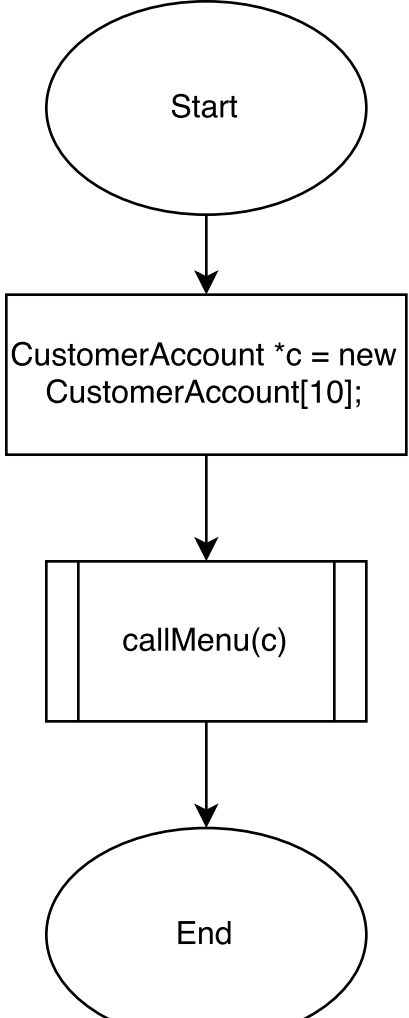 Start
CustomerAccount *c = new
CustomerAccount[10];
callMenu(c)
End